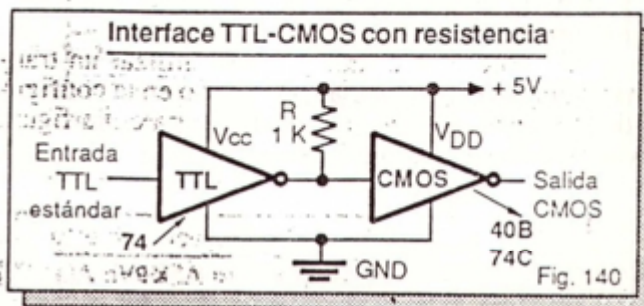 Interface TTL-CMOS con resistencia
+ 5V
R
1 K
Vcc
VDD
Entrada
TTL
estándar
TTL
CMOS
Salida
CMOS
74
40B
74C
GND
Fig. 140